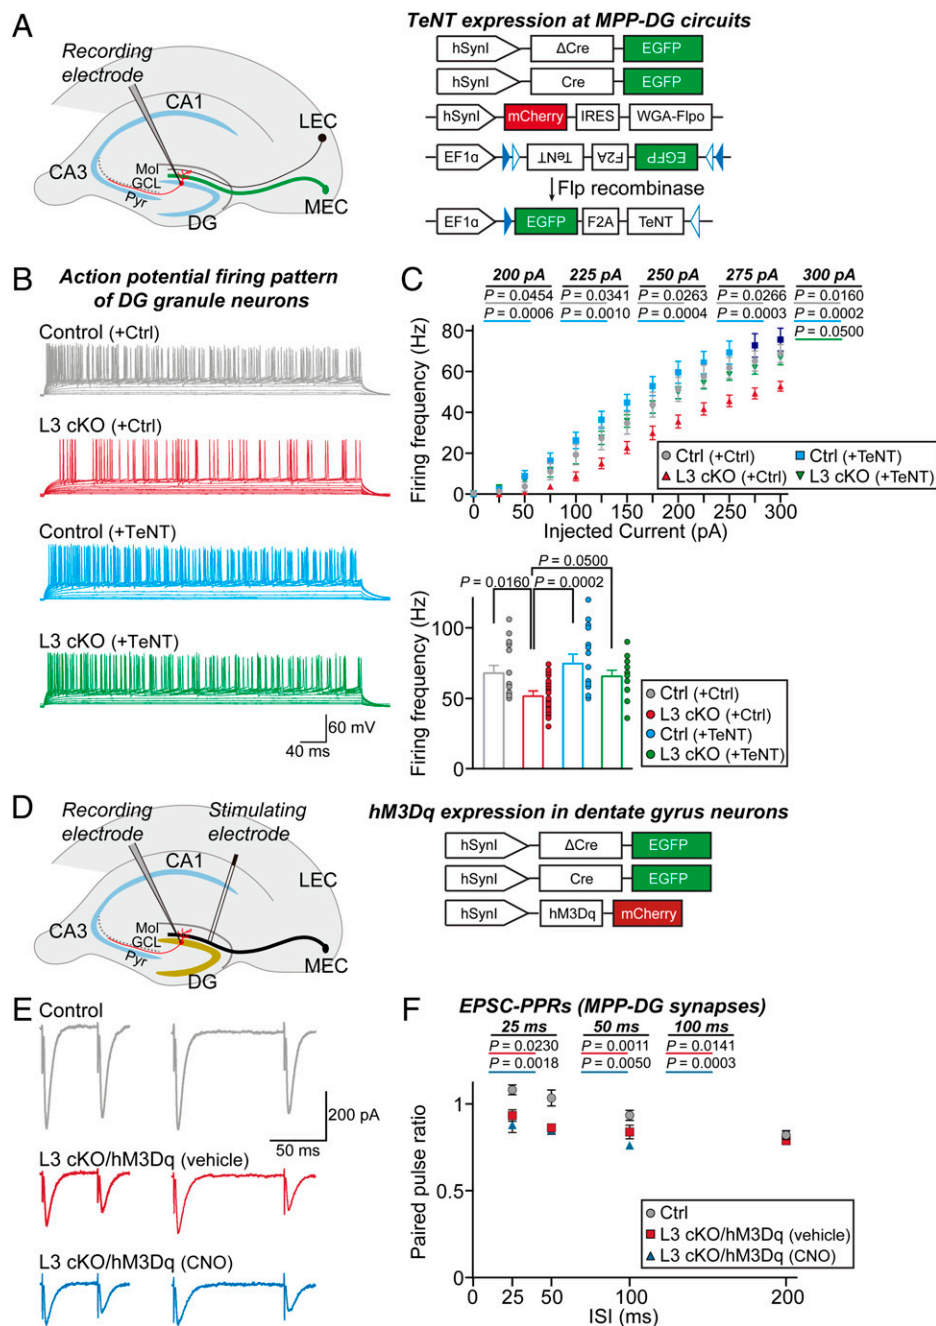 A
Recording
electrode
CA1
LEC
CA3
Mol
GCL
Pyr
DG
MEC
TeNT expression at MPP-DG circuits
hSynI ΔCre EGFP
hSynI Cre EGFP
hSynI mCherry IRES WGA-Flpo
EF1α TeNT F2A EGFP
Flp recombinase
EF1α EGFP F2A TeNT
B
Action potential firing pattern
of DG granule neurons
Control (+Ctrl)
L3 cKO (+Ctrl)
Control (+TeNT)
L3 cKO (+TeNT)
60 mV
40 ms
C
200 pA 225 pA 250 pA 275 pA 300 pA
P = 0.0454 P = 0.0341 P = 0.0263 P = 0.0266 P = 0.0160
P = 0.0006 P = 0.0010 P = 0.0004 P = 0.0003 P = 0.0002
P = 0.0500
Firing frequency (Hz)
80
60
40
20
0
0 50 100 150 200 250 300
Injected Current (pA)
Ctrl (+Ctrl) Ctrl (+TeNT)
L3 cKO (+Ctrl) L3 cKO (+TeNT)
P = 0.0500
P = 0.0160 P = 0.0002
Firing frequency (Hz)
100
50
0
Ctrl (+Ctrl)
L3 cKO (+Ctrl)
Ctrl (+TeNT)
L3 cKO (+TeNT)
D
Recording
electrode
Stimulating
electrode
CA1
LEC
CA3
Mol
GCL
Pyr
DG
MEC
hM3Dq expression in dentate gyrus neurons
hSynI ΔCre EGFP
hSynI Cre EGFP
hSynI hM3Dq mCherry
E
Control
200 pA
50 ms
L3 cKO/hM3Dq (vehicle)
L3 cKO/hM3Dq (CNO)
F
EPSC-PPRs (MPP-DG synapses)
25 ms 50 ms 100 ms
P = 0.0230 P = 0.0011 P = 0.0141
P = 0.0018 P = 0.0050 P = 0.0003
Paired pulse ratio
1
0.5
0
0 25 50 100 200
ISI (ms)
Ctrl
L3 cKO/hM3Dq (vehicle)
L3 cKO/hM3Dq (CNO)